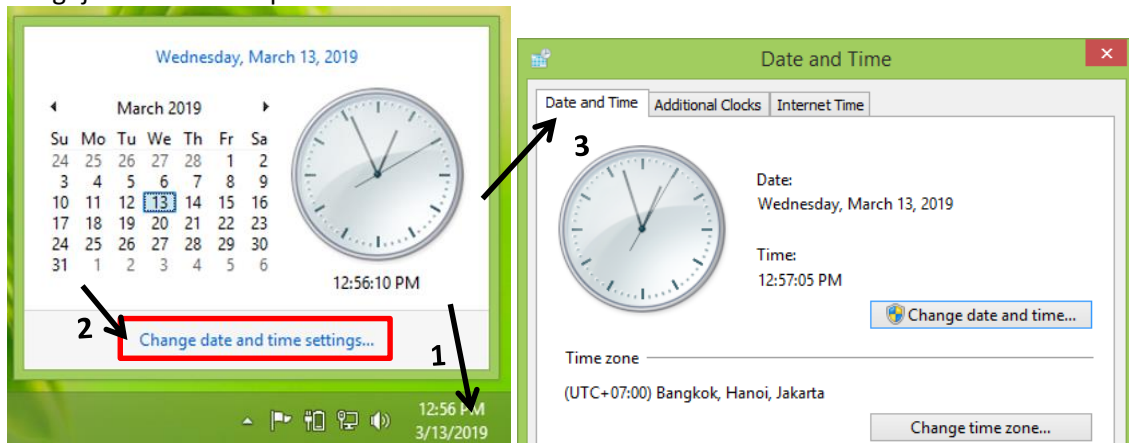 Wednesday, March 13, 2019
March 2019
Su Mo Tu We Th Fr Sa
24 25 26 27 28 1 2
3 4 5 6 7 8 9
10 11 12 13 14 15 16
17 18 19 20 21 22 23
24 25 26 27 28 29 30
31 1 2 3 4 5 6
12:56:10 PM
2
Change date and time settings...
1
12:56 PM
3/13/2019
Date and Time
Date and Time Additional Clocks Internet Time
3
Date:
Wednesday, March 13, 2019
Time:
12:57:05 PM
Change date and time...
Time zone
(UTC+07:00) Bangkok, Hanoi, Jakarta
Change time zone...